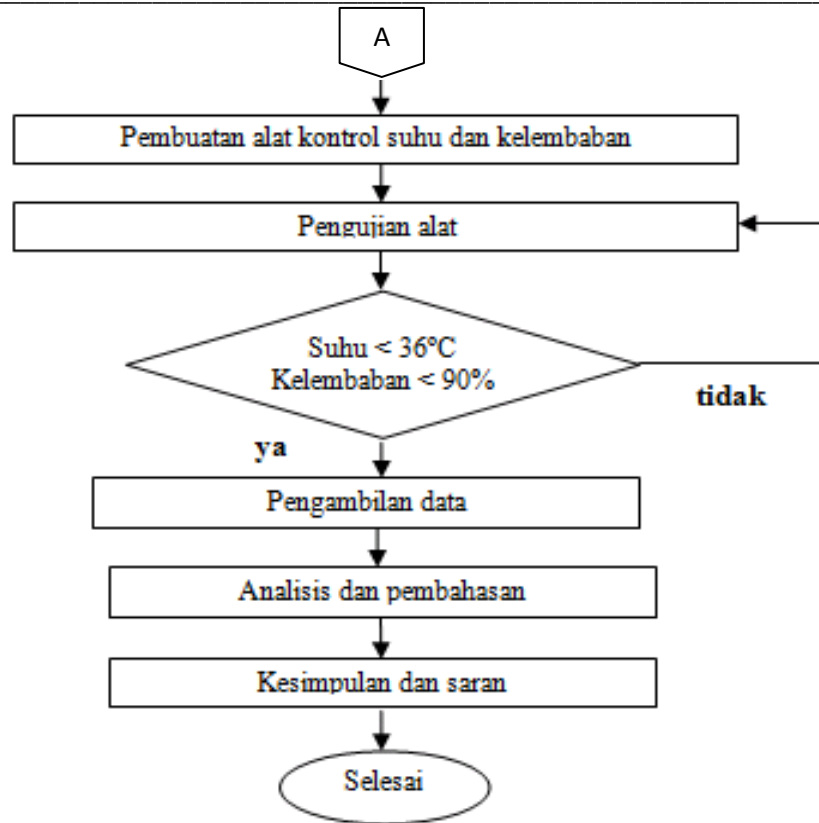 A
Pembuatan alat kontrol suhu dan kelembaban
Pengujian alat
Suhu < 36°C
Kelembaban < 90%
tidak
ya
Pengambilan data
Analisis dan pembahasan
Kesimpulan dan saran
Selesai